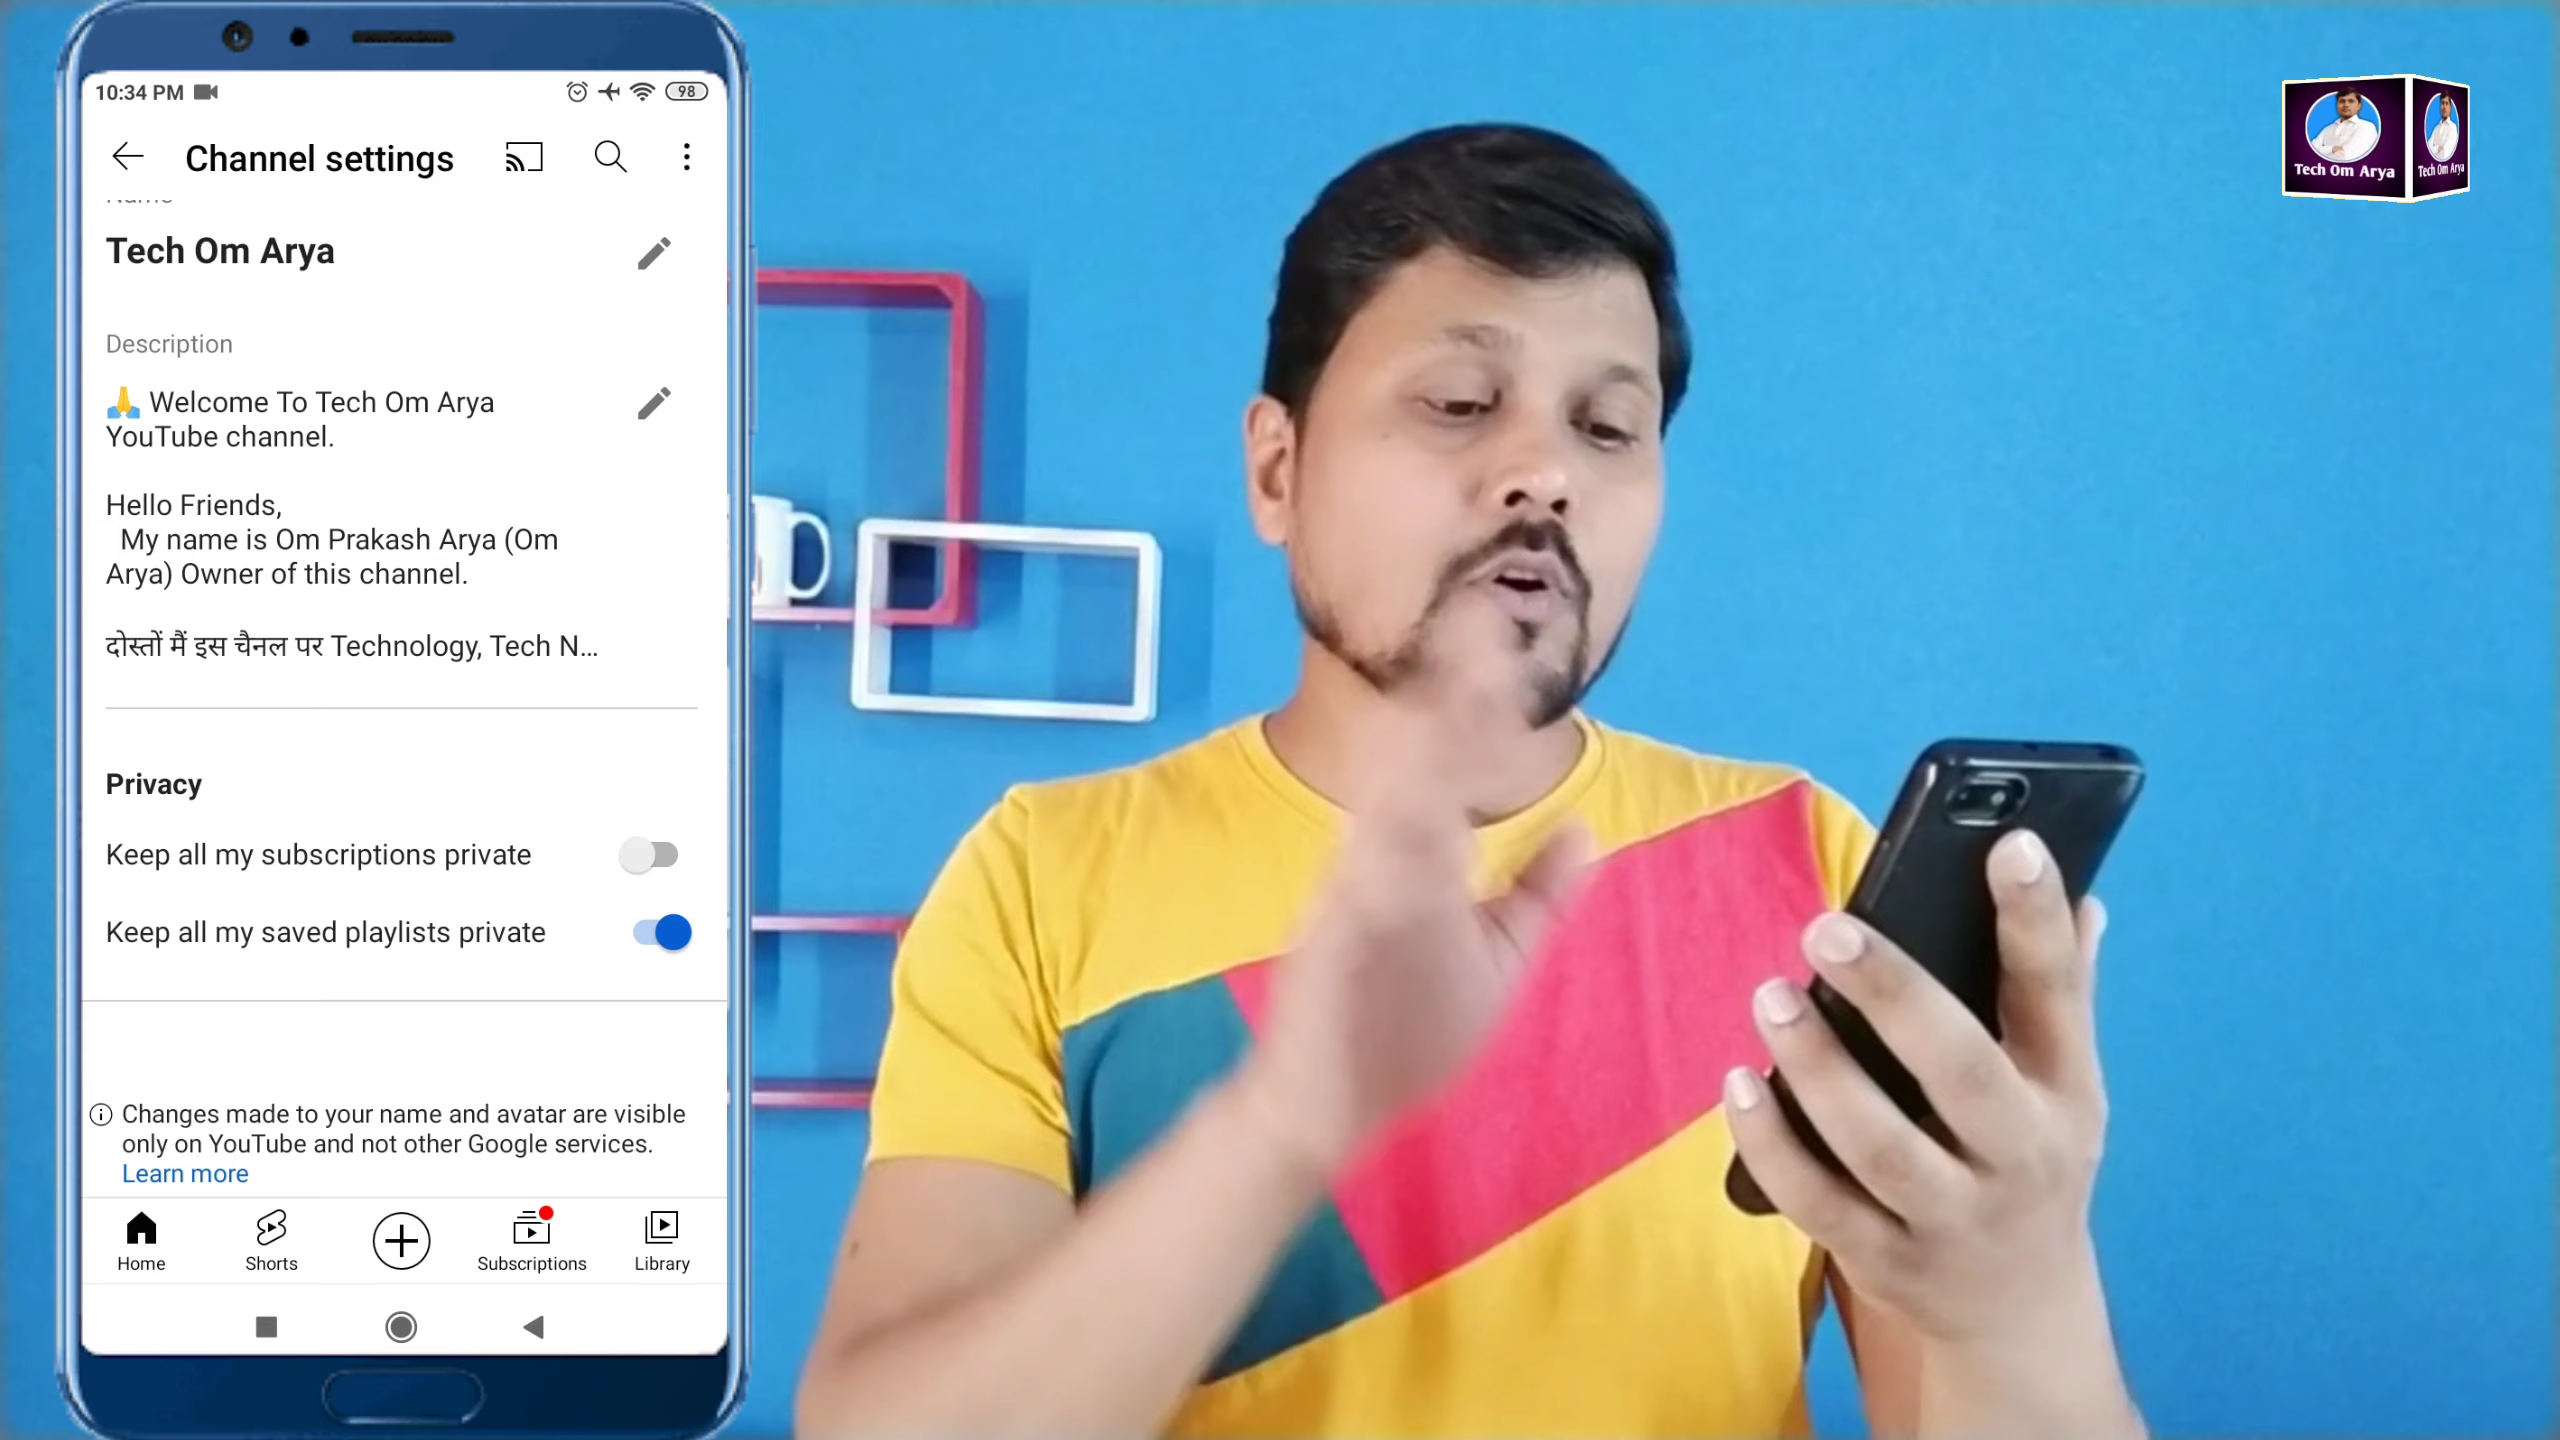 10:34 PM
98
Channel settings
Name
Tech Om Arya
Description
🙏 Welcome To Tech Om Arya
YouTube channel.
Hello Friends,
My name is Om Prakash Arya (Om
Arya) Owner of this channel.
दोस्तों मैं इस चैनल पर Technology, Tech N...
Privacy
Keep all my subscriptions private
Keep all my saved playlists private
Changes made to your name and avatar are visible
only on YouTube and not other Google services.
Learn more
Home
Shorts
Subscriptions
Library
Tech Om Arya
Tech Om Arya